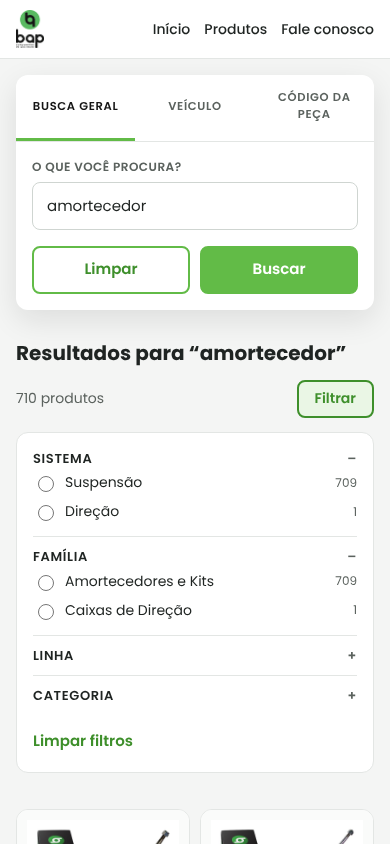 bap
Início Produtos Fale conosco
BUSCA GERAL
VEÍCULO
CÓDIGO DA
PEÇA
O QUE VOCÊ PROCURA?
amortecedor
Limpar
Buscar
Resultados para “amortecedor”
710 produtos
Filtrar
SISTEMA −
Suspensão 709
Direção 1
FAMÍLIA −
Amortecedores e Kits 709
Caixas de Direção 1
LINHA +
CATEGORIA +
Limpar filtros